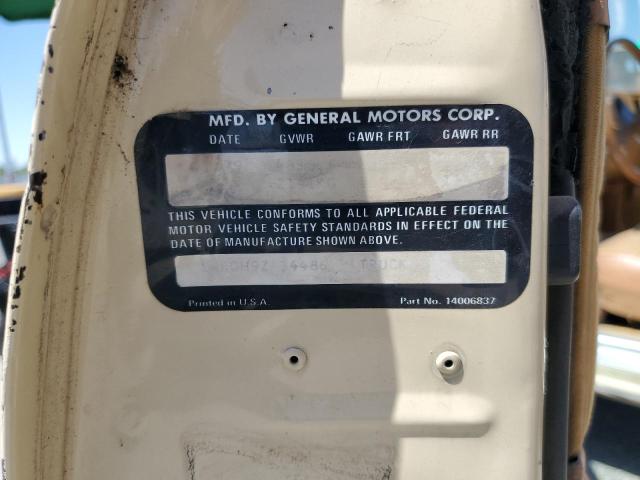 MFD. BY GENERAL MOTORS CORP.
DATE GVWR GAWR FRT GAWR RR
THIS VEHICLE CONFORMS TO ALL APPLICABLE FEDERAL
MOTOR VEHICLE SAFETY STANDARDS IN EFFECT ON THE
DATE OF MANUFACTURE SHOWN ABOVE.
TRUCK
Printed in U.S.A. Part No. 14006837